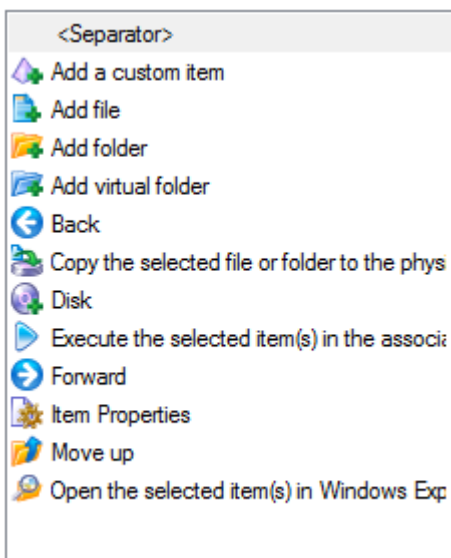 <Separator>
Add a custom item
Add file
Add folder
Add virtual folder
Back
Copy the selected file or folder to the phys
Disk
Execute the selected item(s) in the associa
Forward
Item Properties
Move up
Open the selected item(s) in Windows Exp